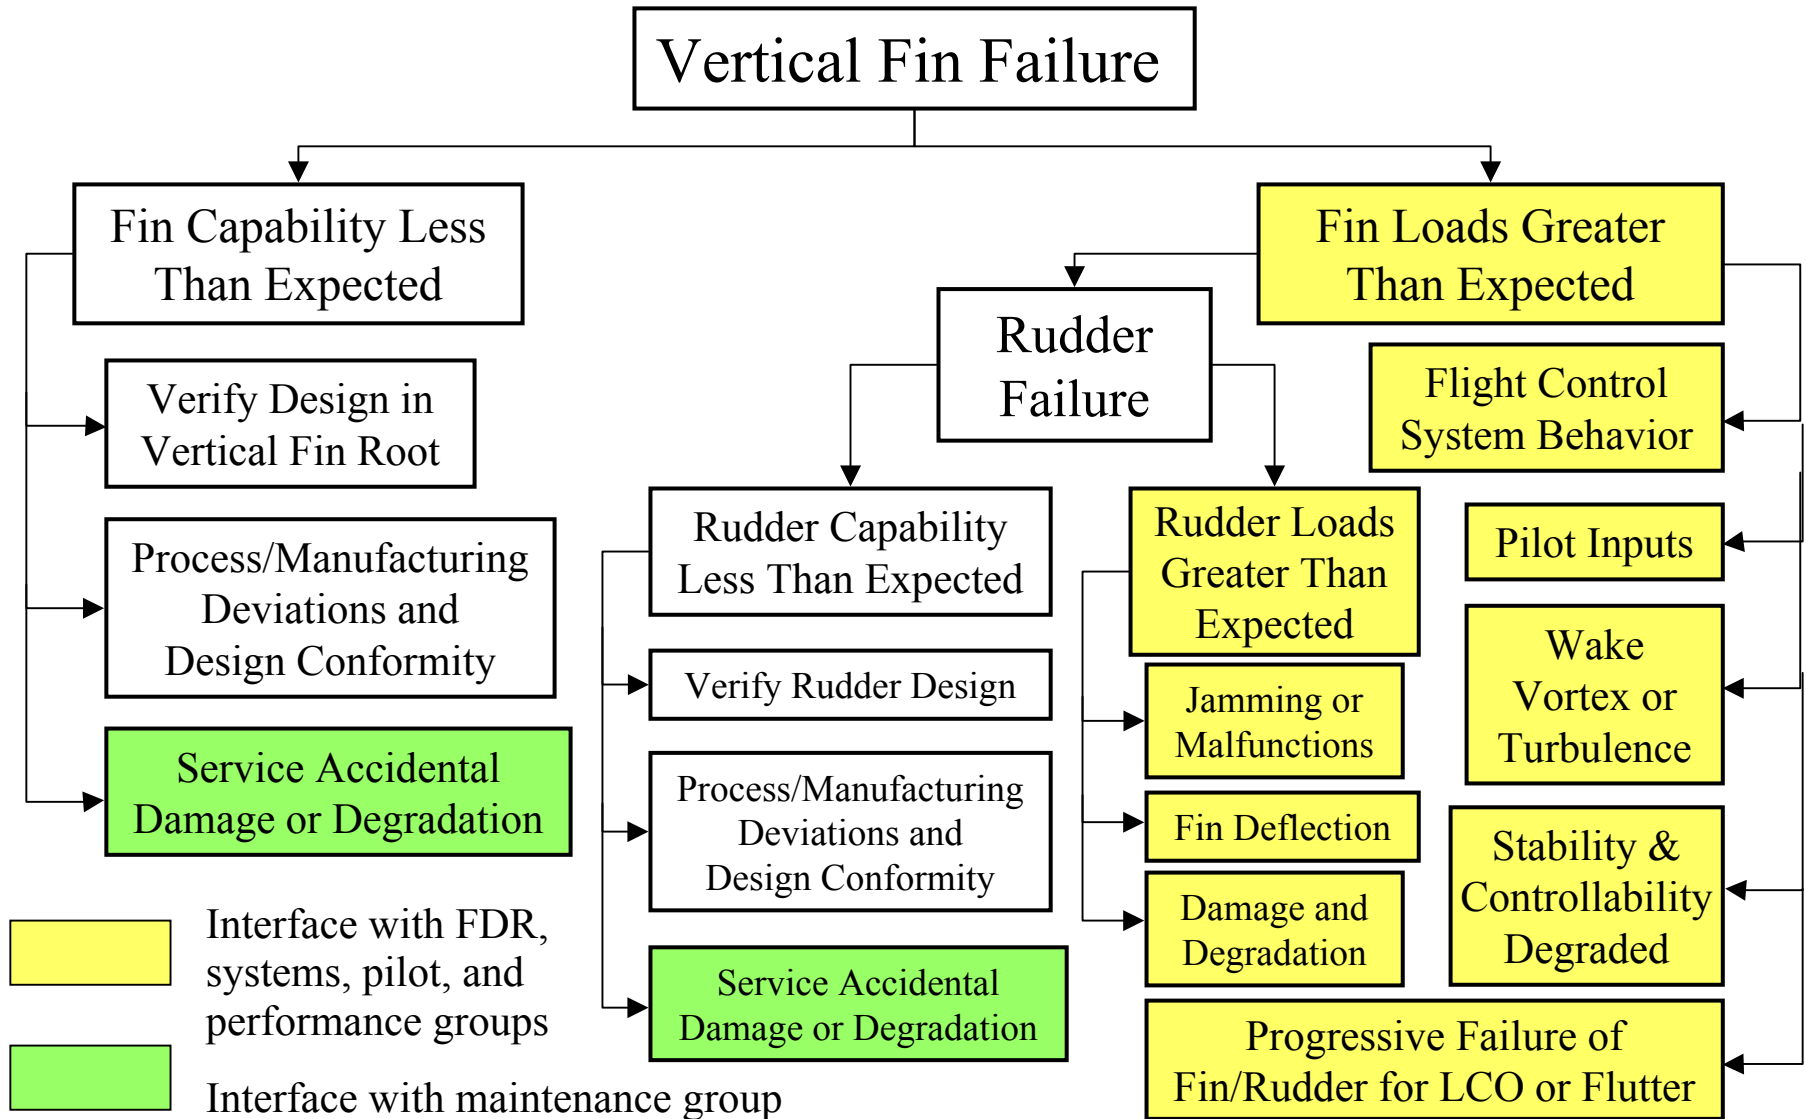 Vertical Fin Failure
Fin Capability Less
Than Expected
Verify Design in
Vertical Fin Root
Process/Manufacturing
Deviations and
Design Conformity
Service Accidental
Damage or Degradation
Fin Loads Greater
Than Expected
Rudder
Failure
Rudder Capability
Less Than Expected
Verify Rudder Design
Process/Manufacturing
Deviations and
Design Conformity
Service Accidental
Damage or Degradation
Rudder Loads
Greater Than
Expected
Jamming or
Malfunctions
Fin Deflection
Damage and
Degradation
Flight Control
System Behavior
Pilot Inputs
Wake
Vortex or
Turbulence
Stability &
Controllability
Degraded
Progressive Failure of
Fin/Rudder for LCO or Flutter
Interface with FDR,
systems, pilot, and
performance groups
Interface with maintenance group